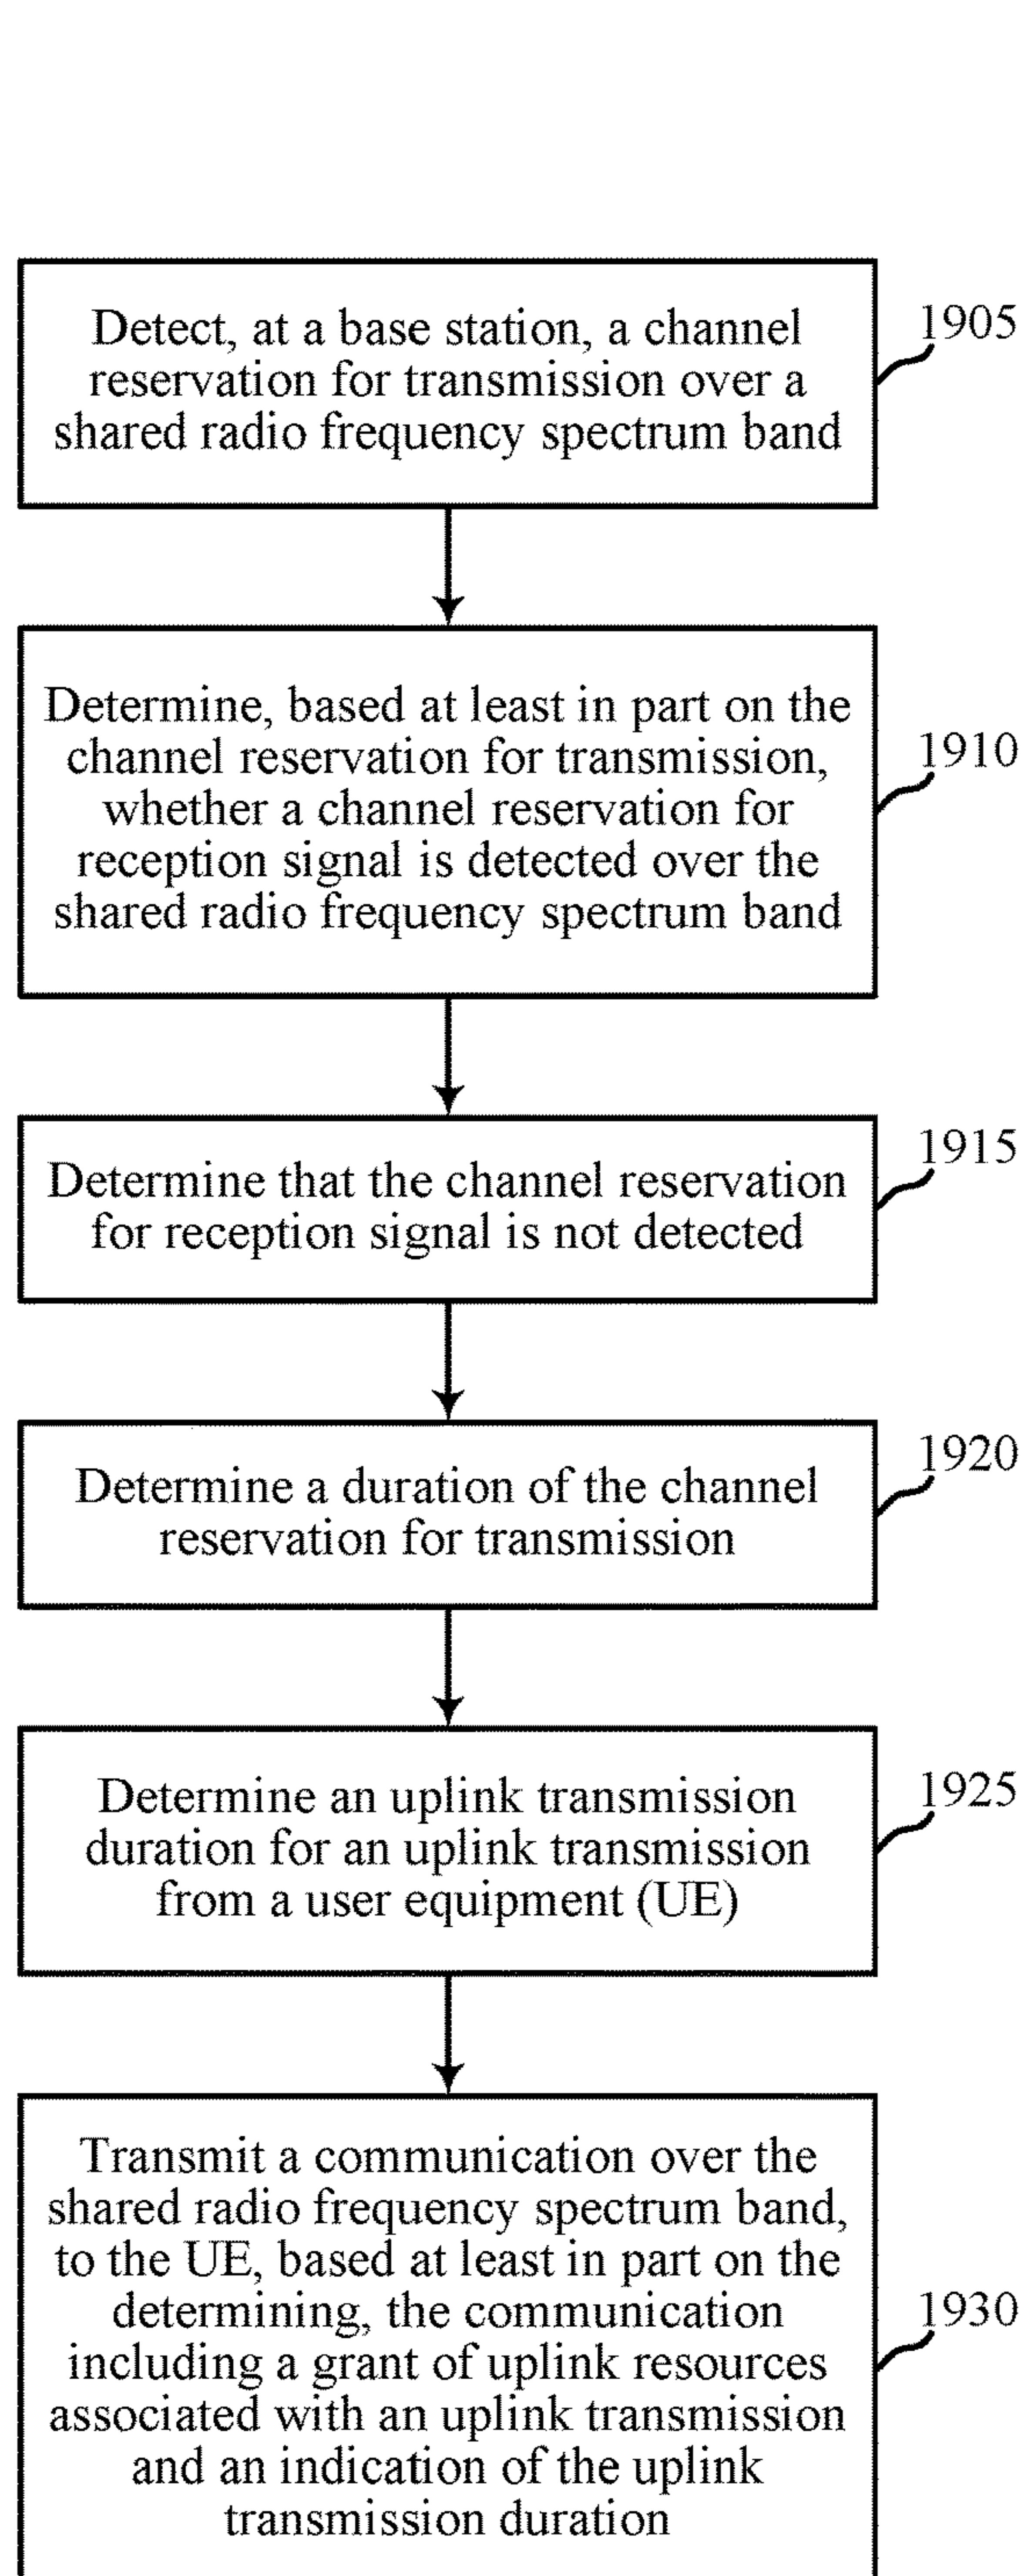 Detect, at a base station, a channel
reservation for transmission over a
shared radio frequency spectrum band
1905
Determine, based at least in part on the
channel reservation for transmission,
whether a channel reservation for
reception signal is detected over the
shared radio frequency spectrum band
1910
Determine that the channel reservation
for reception signal is not detected
1915
Determine a duration of the channel
reservation for transmission
1920
Determine an uplink transmission
duration for an uplink transmission
from a user equipment (UE)
1925
Transmit a communication over the
shared radio frequency spectrum band,
to the UE, based at least in part on the
determining, the communication
including a grant of uplink resources
associated with an uplink transmission
and an indication of the uplink
transmission duration
1930